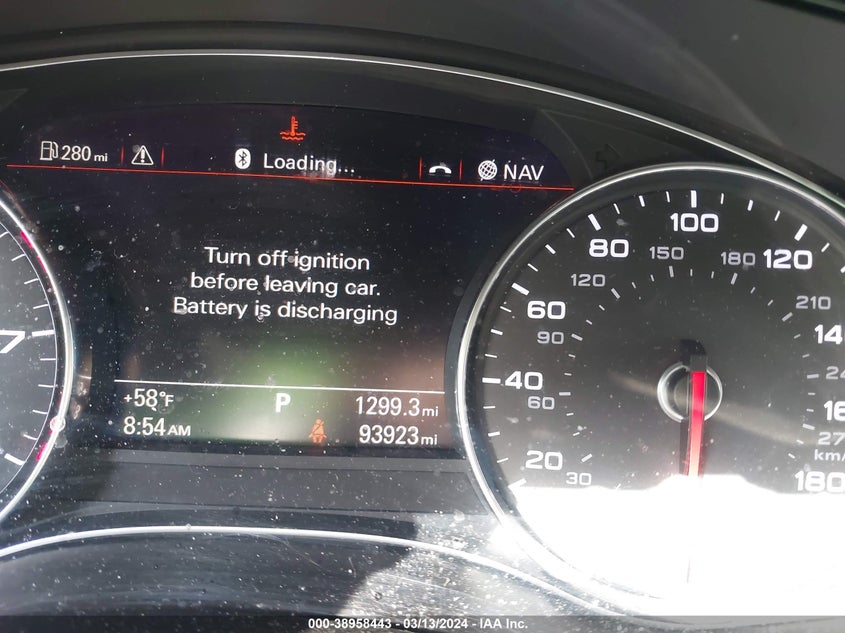 280 mi
Loading...
NAV
Turn off ignition
before leaving car.
Battery is discharging
+58°F
P
1299.3 mi
8:54 AM
93923 mi
7
20
40
60
80
100
120
30
60
90
120
150
180
210
160
km/
000-38958443 - 03/13/2024 - IAA Inc.